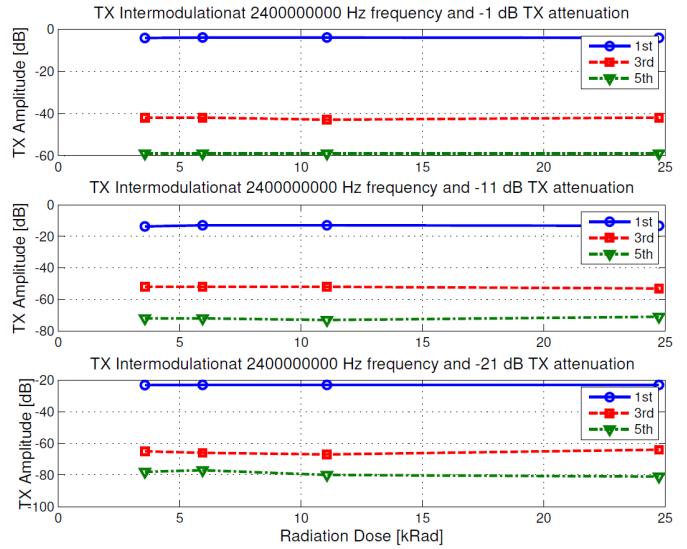 TX Intermodulationat 2400000000 Hz frequency and -1 dB TX attenuation
TX Amplitude [dB]
0
-20
-40
-60
1st
3rd
5th
0 5 10 15 20 25
TX Intermodulationat 2400000000 Hz frequency and -11 dB TX attenuation
TX Amplitude [dB]
0
-20
-40
-60
-80
1st
3rd
5th
0 5 10 15 20 25
TX Intermodulationat 2400000000 Hz frequency and -21 dB TX attenuation
TX Amplitude [dB]
-20
-40
-60
-80
-100
1st
3rd
5th
0 5 10 15 20 25
Radiation Dose [kRad]